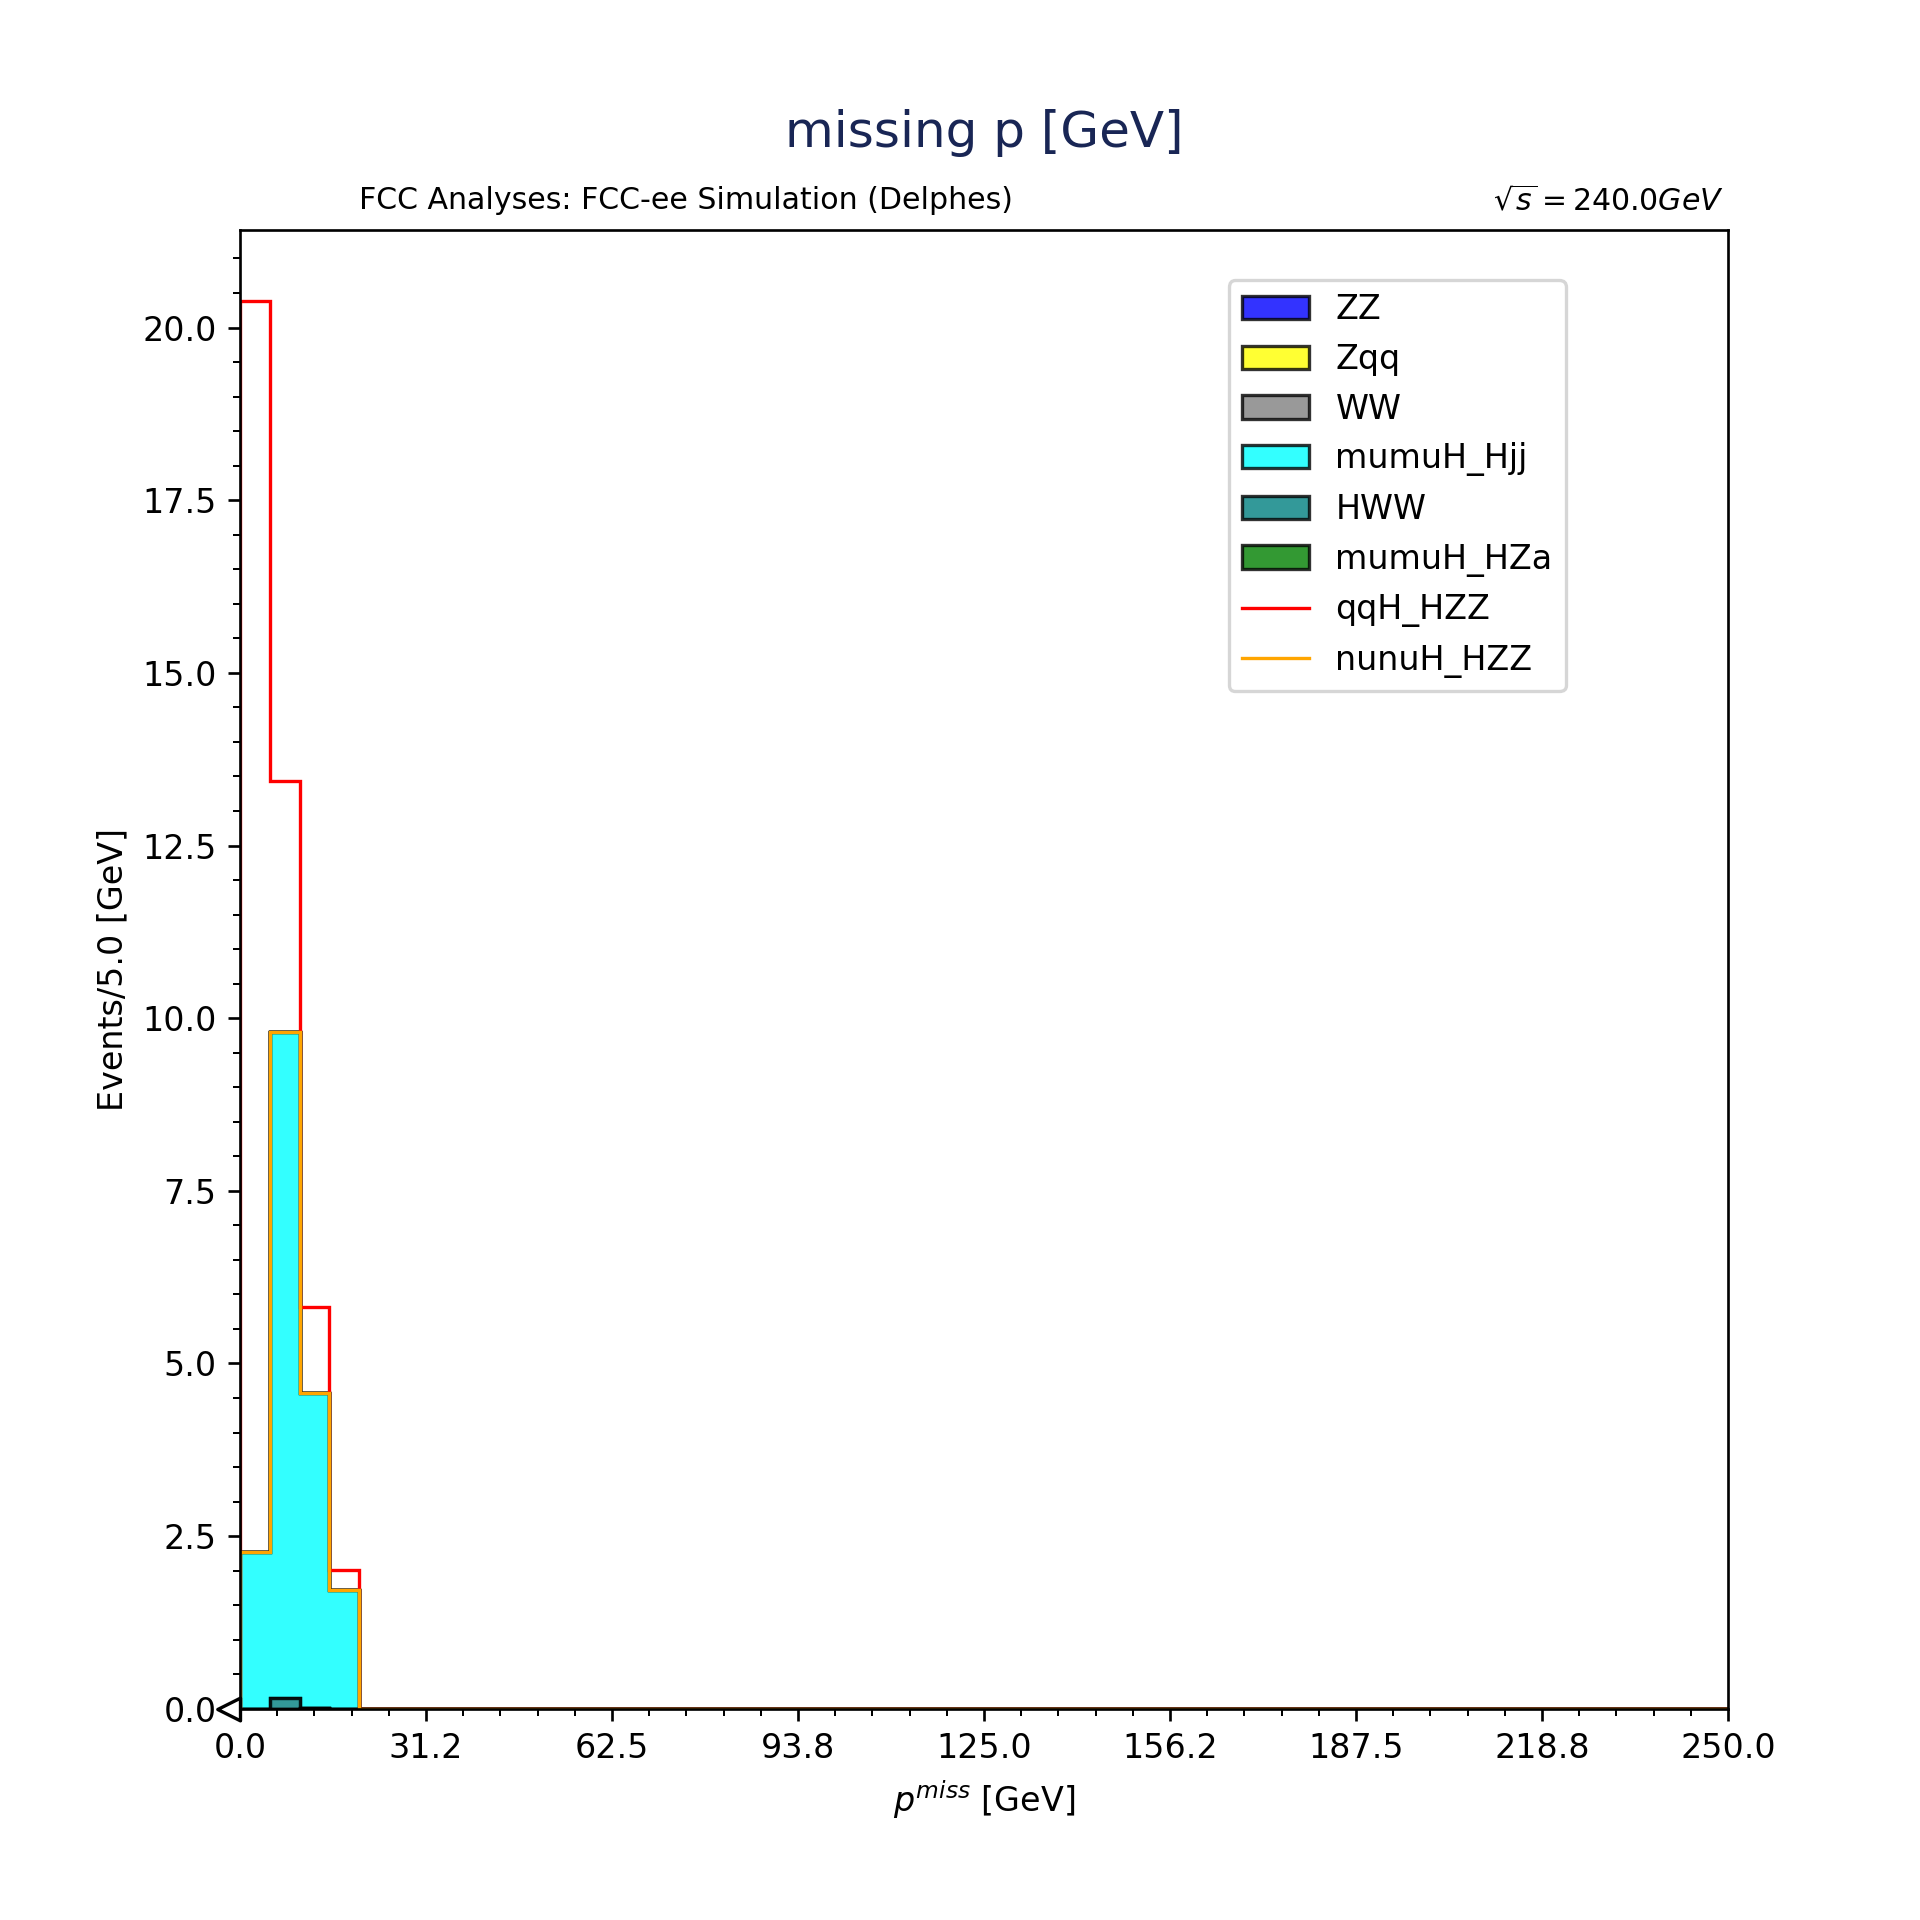 missing p [GeV]
FCC Analyses: FCC-ee Simulation (Delphes)
√s = 240.0GeV
ZZ
Zqq
WW
mumuH_Hjj
HWW
mumuH_HZa
qqH_HZZ
nunuH_HZZ
20.0
17.5
15.0
12.5
10.0
7.5
5.0
2.5
0.0
Events/5.0 [GeV]
0.0 31.2 62.5 93.8 125.0 156.2 187.5 218.8 250.0
p^miss [GeV]